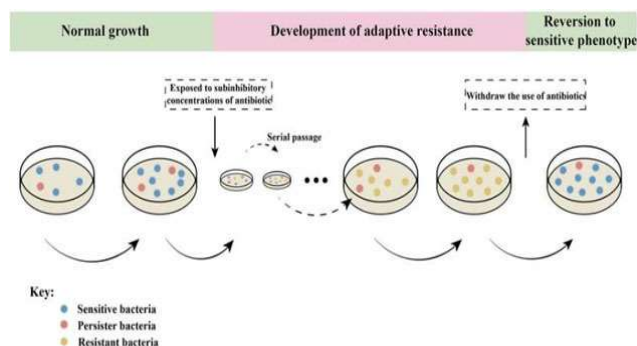 Normal growth
Development of adaptive resistance
Reversion to
sensitive phenotype
Exposed to subinhibitory
concentrations of antibiotic
Withdraw the use of antibiotics
Serial passage
Key:
Sensitive bacteria
Persister bacteria
Resistant bacteria